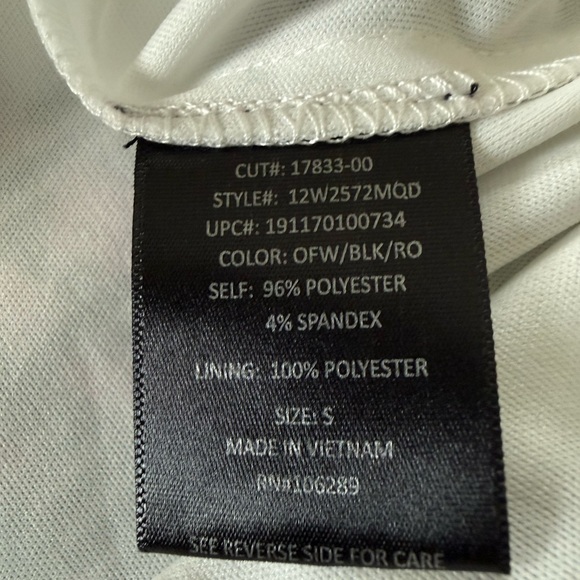 CUT#: 17833-00
STYLE#: 12W2572MQD
UPC#: 191170100734
COLOR: OFW/BLK/RO
SELF: 96% POLYESTER
4% SPANDEX
LINING: 100% POLYESTER
SIZE: S
MADE IN VIETNAM
RN#106289
SEE REVERSE SIDE FOR CARE